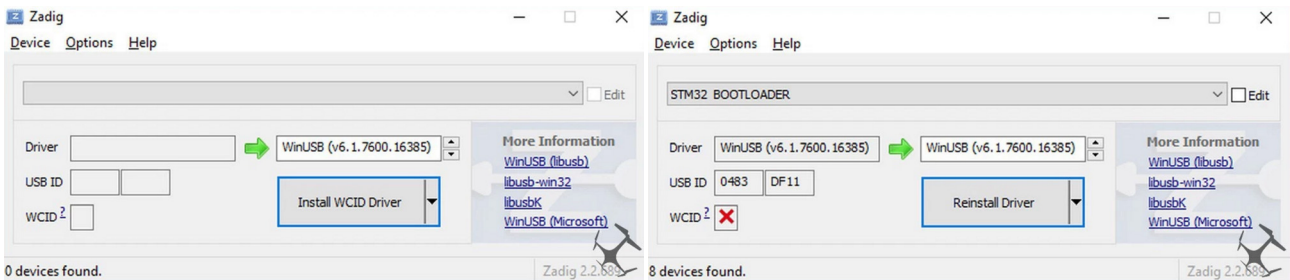 Zadig
Device Options Help
Edit
Driver WinUSB (v6.1.7600.16385)
USB ID
WCID ?
Install WCID Driver
More Information
WinUSB (libusb)
libusb-win32
libusbK
WinUSB (Microsoft)
0 devices found. Zadig 2.2.689
Zadig
Device Options Help
STM32 BOOTLOADER Edit
Driver WinUSB (v6.1.7600.16385) WinUSB (v6.1.7600.16385)
USB ID 0483 DF11
WCID ?
Reinstall Driver
More Information
WinUSB (libusb)
libusb-win32
libusbK
WinUSB (Microsoft)
8 devices found. Zadig 2.2.689